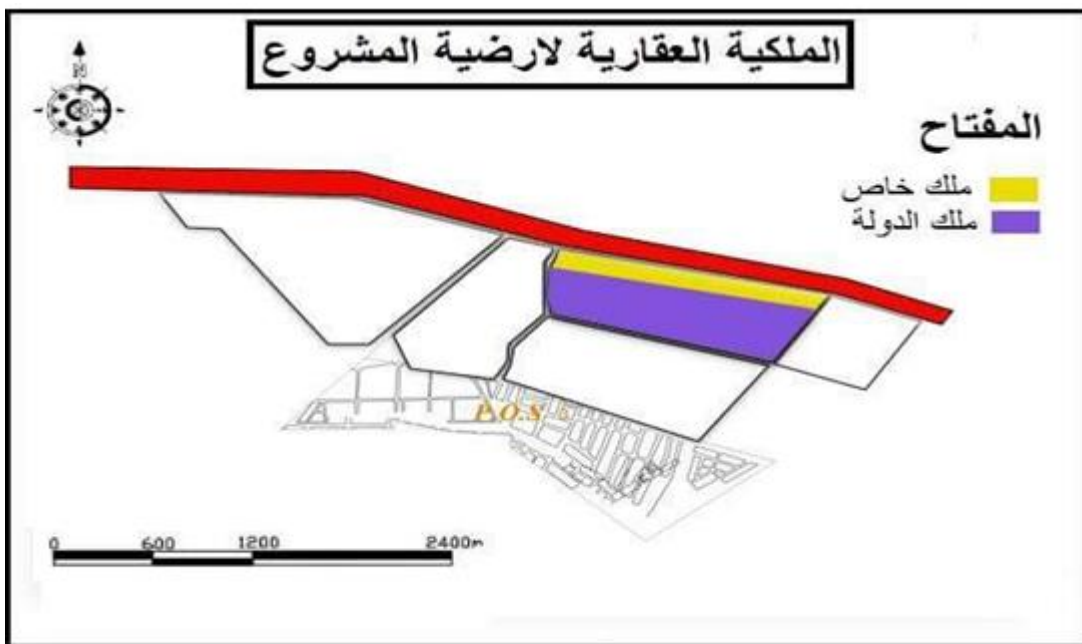 الملكية العقارية لارضية المشروع
N
المفتاح
ملك خاص
ملك الدولة
P.O.S
0 600 1200 2400m